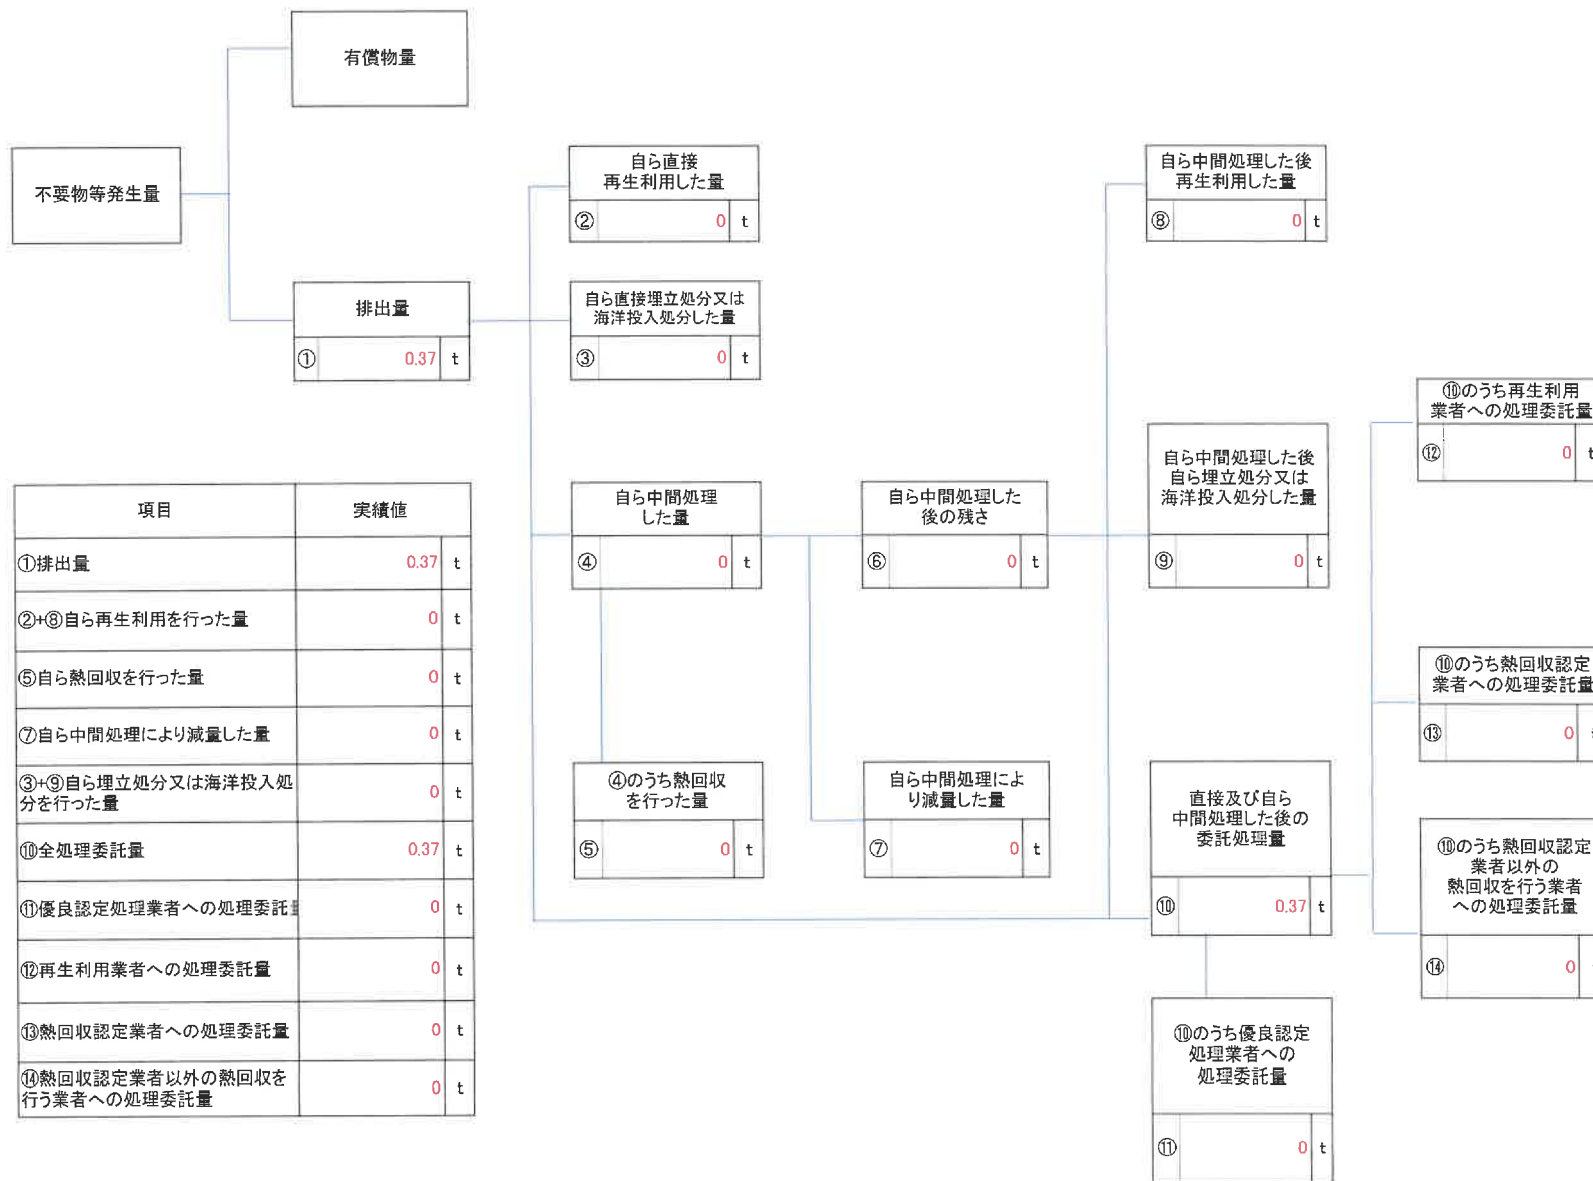 有償物量
不要物等発生量
排出量
① 0.37 t
自ら直接
再生利用した量
② 0 t
自ら直接埋立処分又は
海洋投入処分した量
③ 0 t
自ら中間処理
した量
④ 0 t
④のうち熱回収
を行った量
⑤ 0 t
自ら中間処理した
後の残さ
⑥ 0 t
自ら中間処理によ
り減量した量
⑦ 0 t
自ら中間処理した後
再生利用した量
⑧ 0 t
自ら中間処理した後
自ら埋立処分又は
海洋投入処分した量
⑨ 0 t
直接及び自ら
中間処理した後の
委託処理量
⑩ 0.37 t
⑩のうち優良認定
処理業者への
処理委託量
⑪ 0 t
⑩のうち再生利用
業者への処理委託量
⑫ 0 t
⑩のうち熱回収認定
業者への処理委託量
⑬ 0
⑩のうち熱回収認定
業者以外の
熱回収を行う業者
への処理委託量
⑭ 0
項目 実績値
①排出量 0.37 t
②+⑧自ら再生利用を行った量 0 t
⑤自ら熱回収を行った量 0 t
⑦自ら中間処理により減量した量 0 t
③+⑨自ら埋立処分又は海洋投入処
分を行った量 0 t
⑩全処理委託量 0.37 t
⑪優良認定処理業者への処理委託 0 t
⑫再生利用業者への処理委託量 0 t
⑬熱回収認定業者への処理委託量 0 t
⑭熱回収認定業者以外の熱回収を
行う業者への処理委託量 0 t